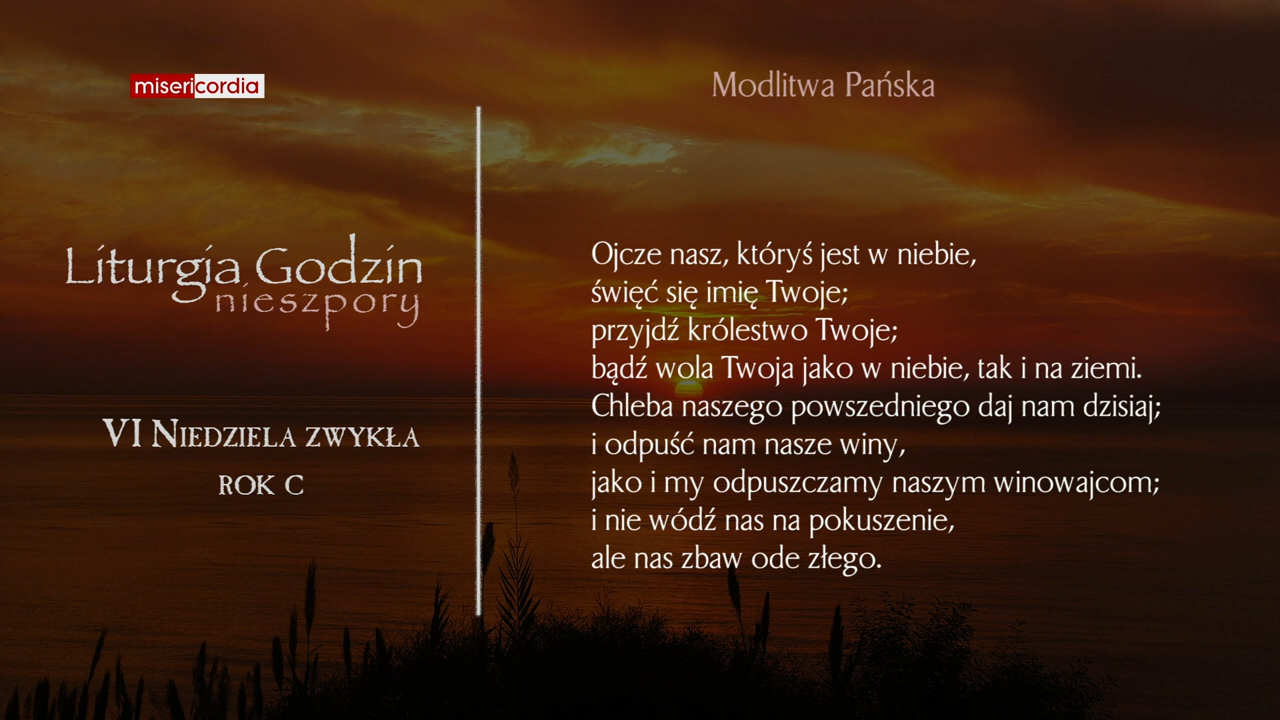 misericordia
Liturgia Godzin
nieszpory
VI Niedziela zwykła
rok C
Modlitwa Pańska
Ojcze nasz, któryś jest w niebie,
święć się imię Twoje;
przyjdź królestwo Twoje;
bądź wola Twoja jako w niebie, tak i na ziemi.
Chleba naszego powszedniego daj nam dzisiaj;
i odpuść nam nasze winy,
jako i my odpuszczamy naszym winowajcom;
i nie wódź nas na pokuszenie,
ale nas zbaw ode złego.